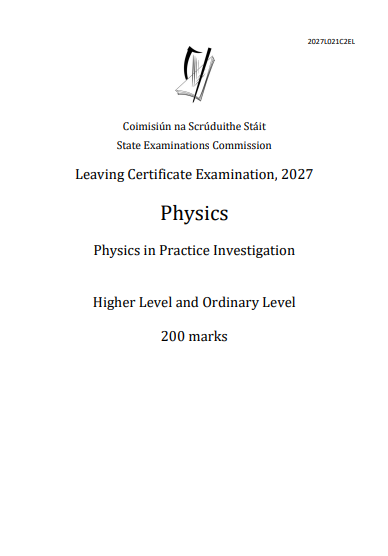 2027L021C2EL
Coimisiún na Scrúduithe Stáit
State Examinations Commission
Leaving Certificate Examination, 2027
Physics
Physics in Practice Investigation
Higher Level and Ordinary Level
200 marks